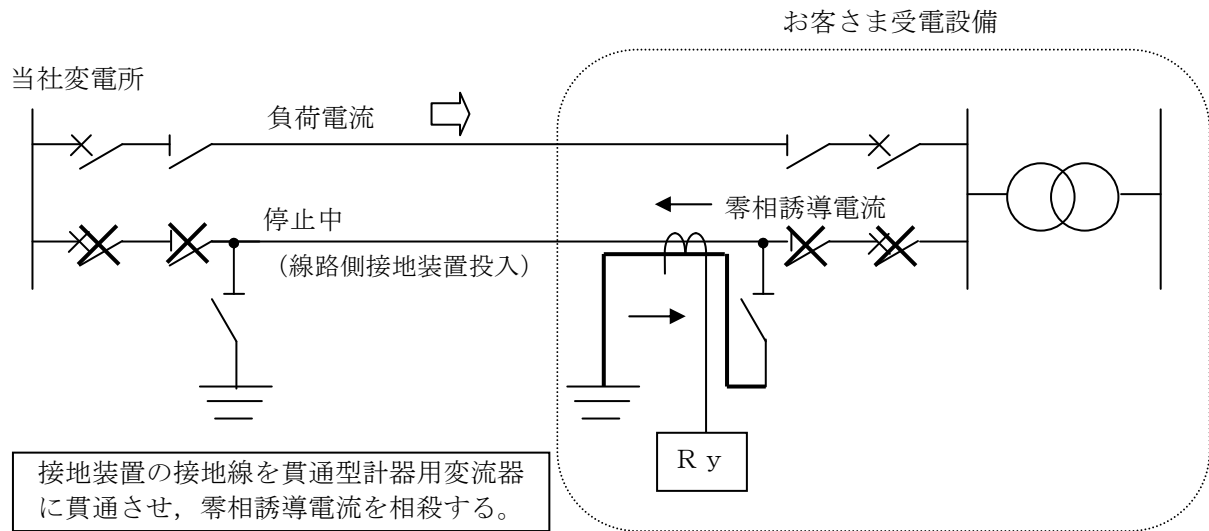 お客さま受電設備
当社変電所
負荷電流
停止中
零相誘導電流
（線路側接地装置投入）
Ｒｙ
接地装置の接地線を貫通型計器用変流器
に貫通させ，零相誘導電流を相殺する。